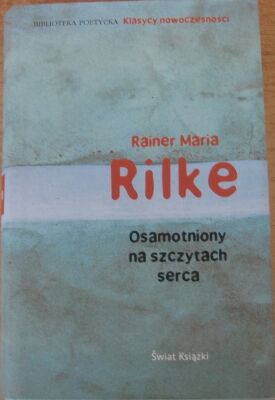 BIBLIOTEKA POETYCKA Klasycy nowoczesności
Rainer Maria
Rilke
Osamotniony
na szczytach
serca
Świat Książki